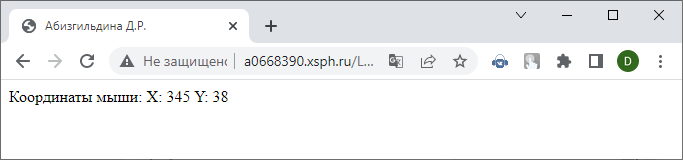 Абизгильдина Д.Р.
Не защищено a0668390.xsph.ru/L...
D
Координаты мыши: X: 345 Y: 38